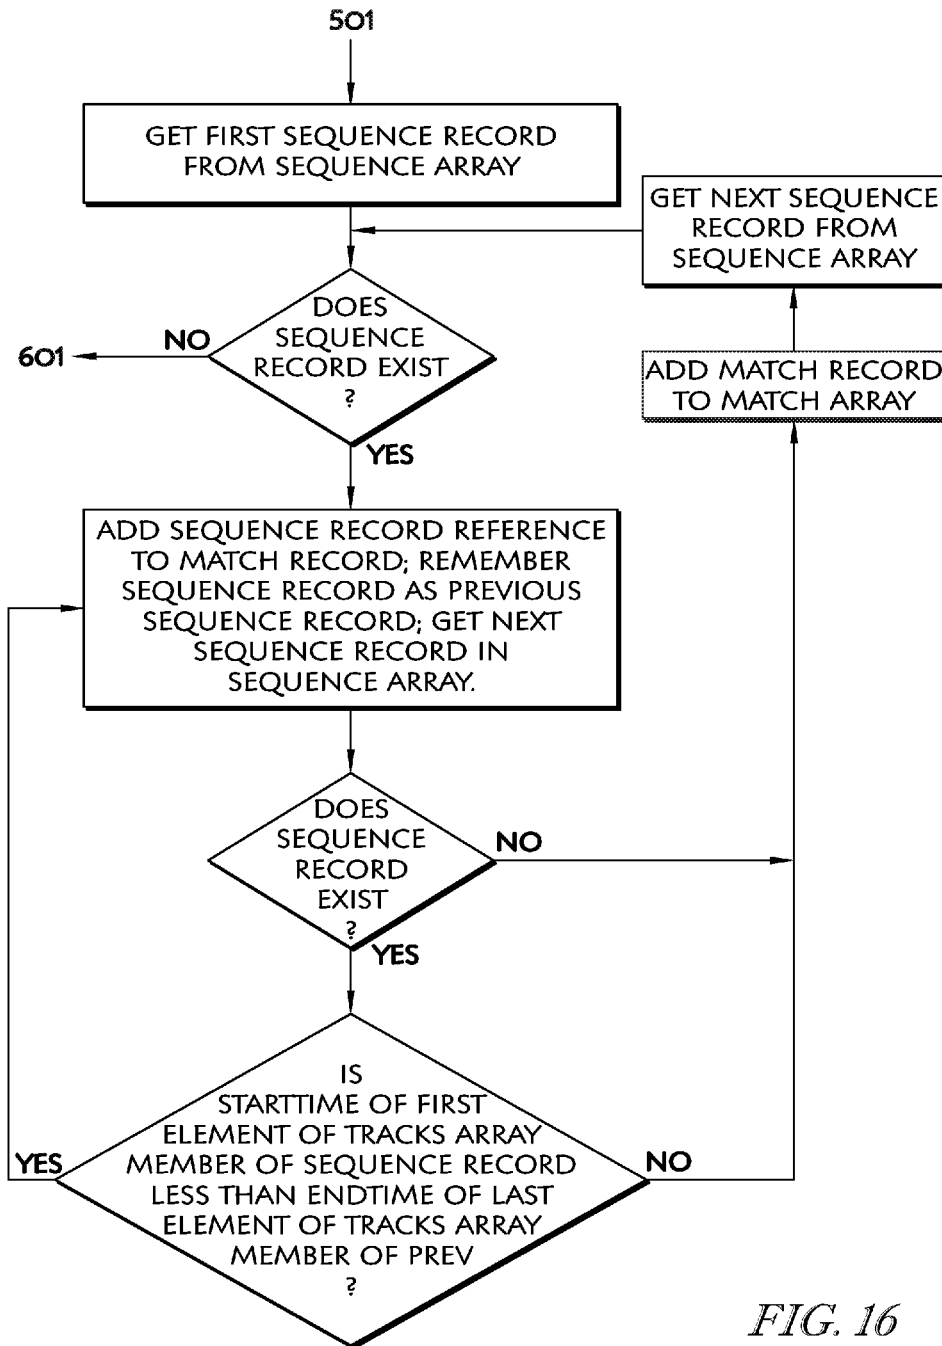 501
GET FIRST SEQUENCE RECORD
FROM SEQUENCE ARRAY
GET NEXT SEQUENCE
RECORD FROM
SEQUENCE ARRAY
DOES
SEQUENCE
RECORD EXIST
?
NO
601
YES
ADD MATCH RECORD
TO MATCH ARRAY
ADD SEQUENCE RECORD REFERENCE
TO MATCH RECORD; REMEMBER
SEQUENCE RECORD AS PREVIOUS
SEQUENCE RECORD; GET NEXT
SEQUENCE RECORD IN
SEQUENCE ARRAY.
DOES
SEQUENCE
RECORD
EXIST
?
NO
YES
IS
STARTTIME OF FIRST
ELEMENT OF TRACKS ARRAY
MEMBER OF SEQUENCE RECORD
LESS THAN ENDTIME OF LAST
ELEMENT OF TRACKS ARRAY
MEMBER OF PREV
?
YES
NO
FIG. 16